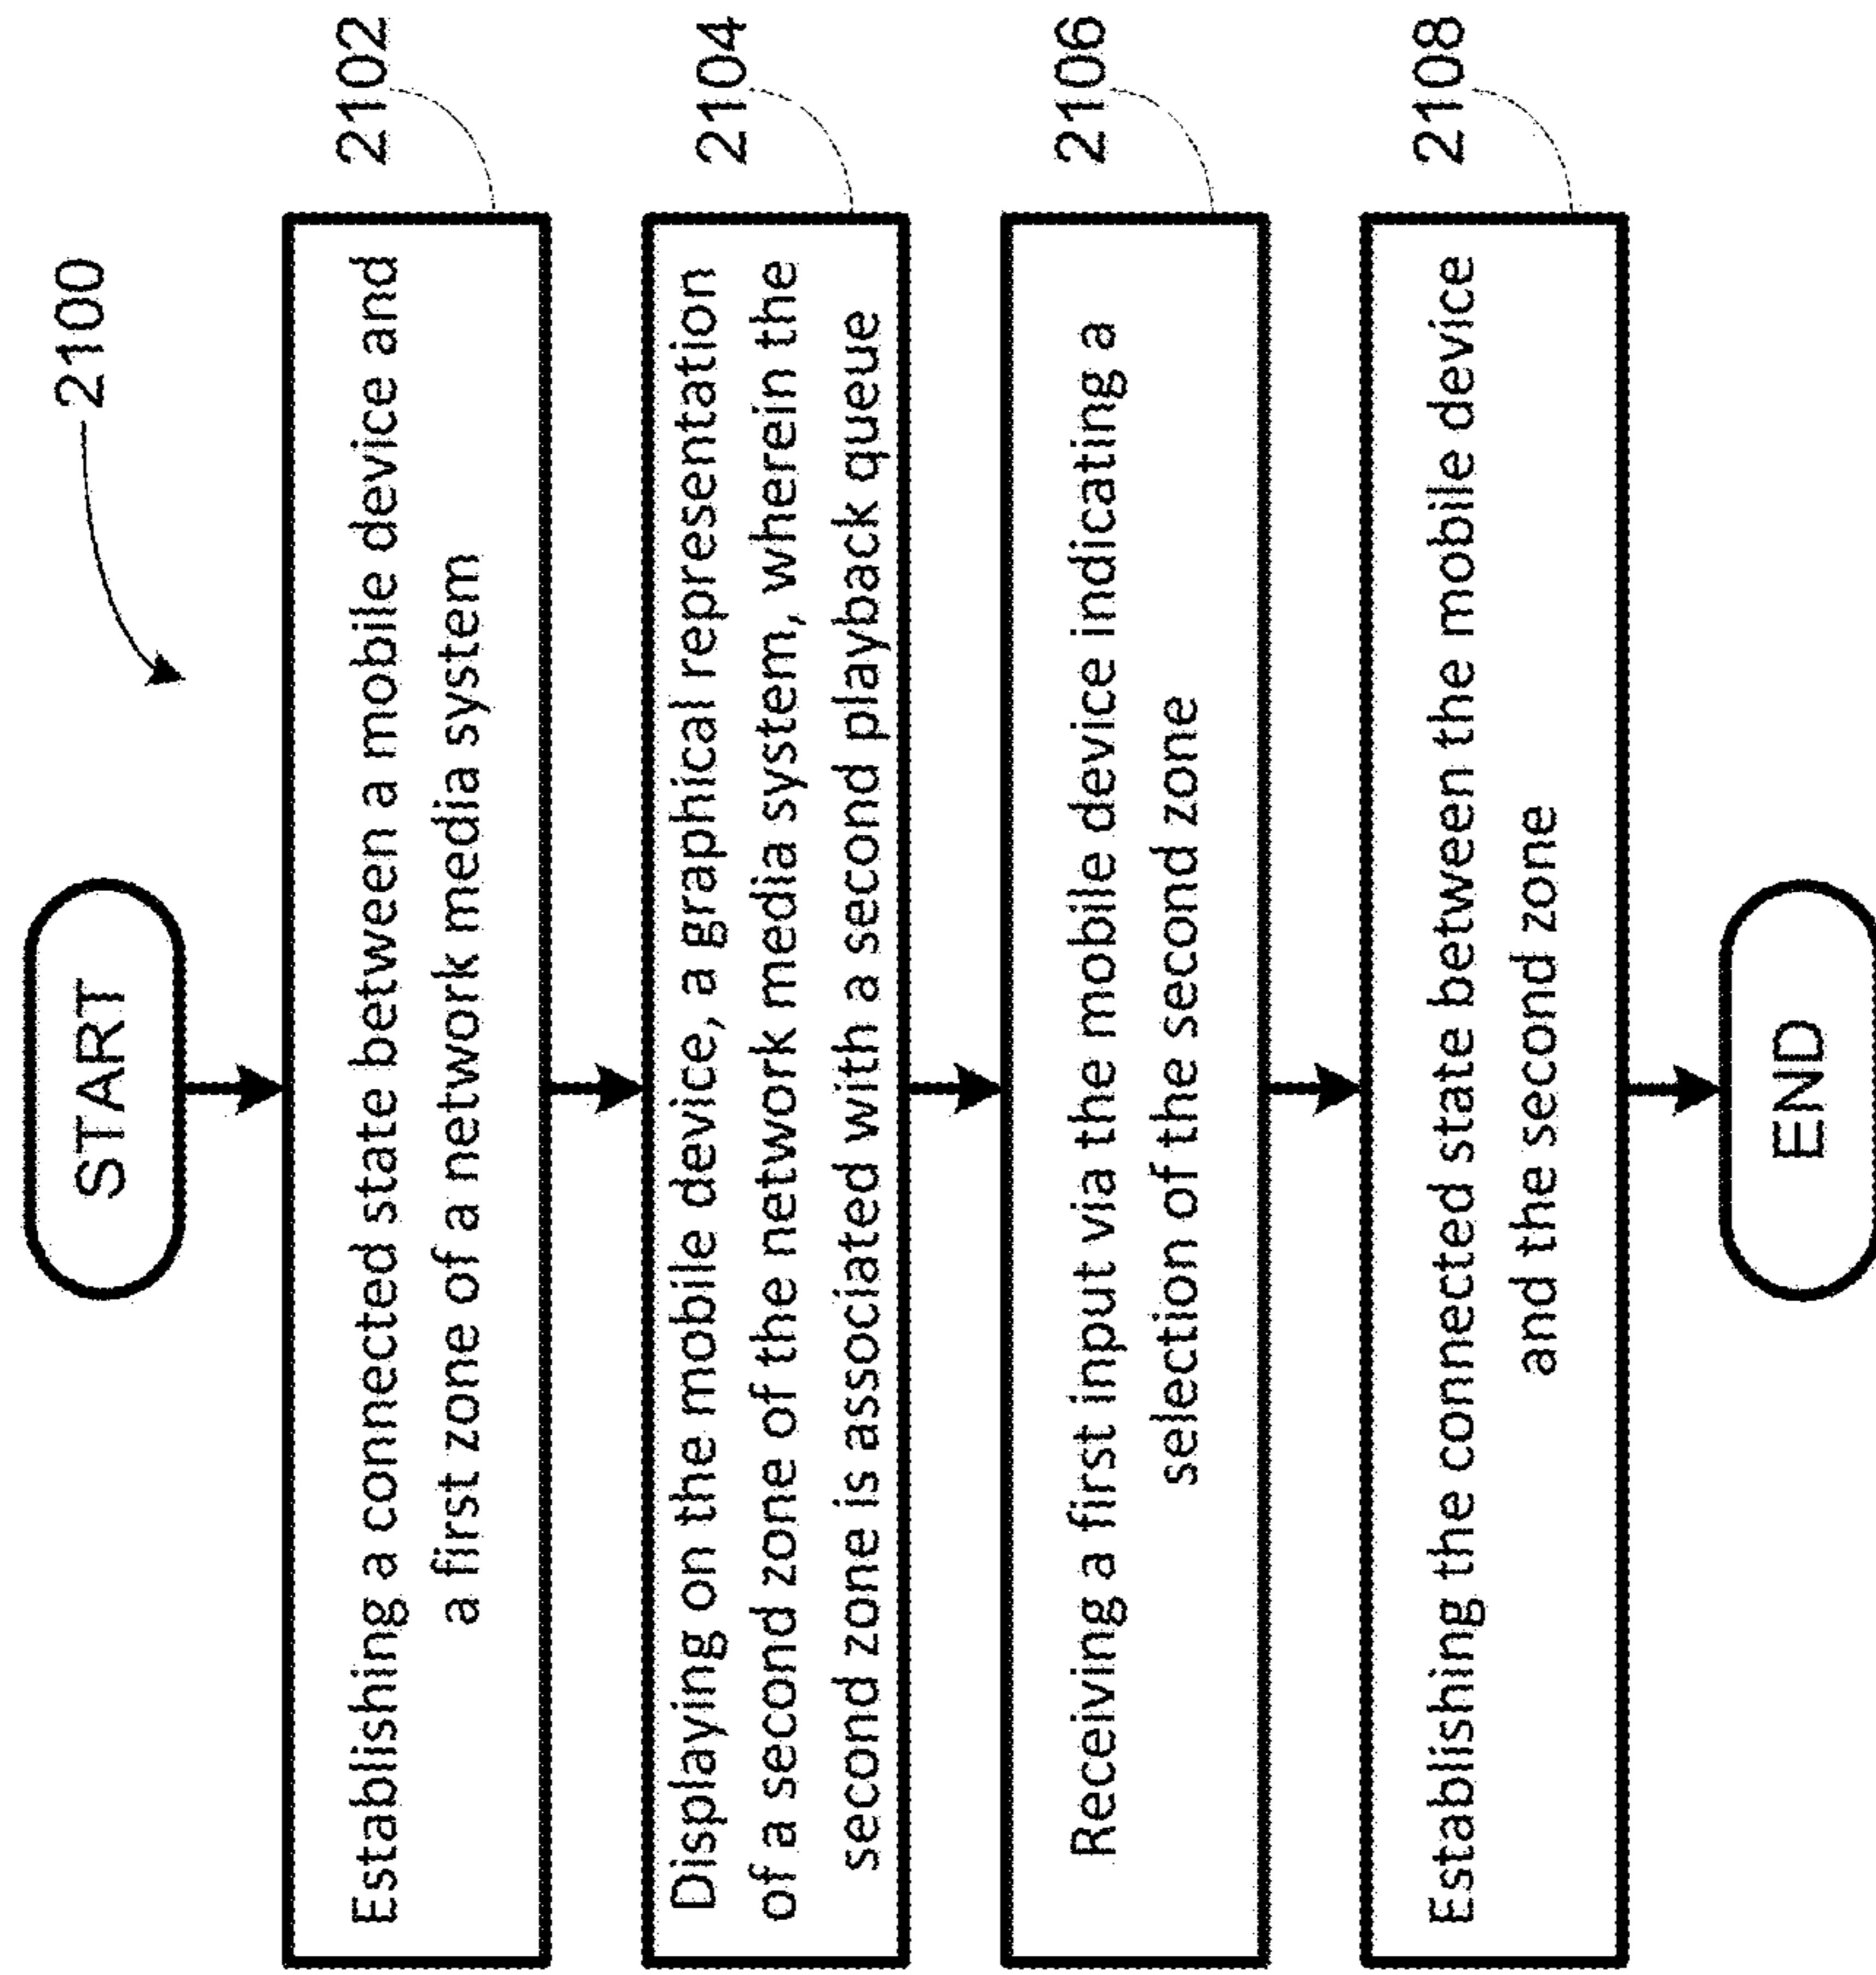 2100
START
Establishing a connected state between a mobile device and
a first zone of a network media system
2102
Displaying on the mobile device, a graphical representation
of a second zone of the network media system, wherein the
second zone is associated with a second playback queue
2104
Receiving a first input via the mobile device indicating a
selection of the second zone
2106
Establishing the connected state between the mobile device
and the second zone
2108
END